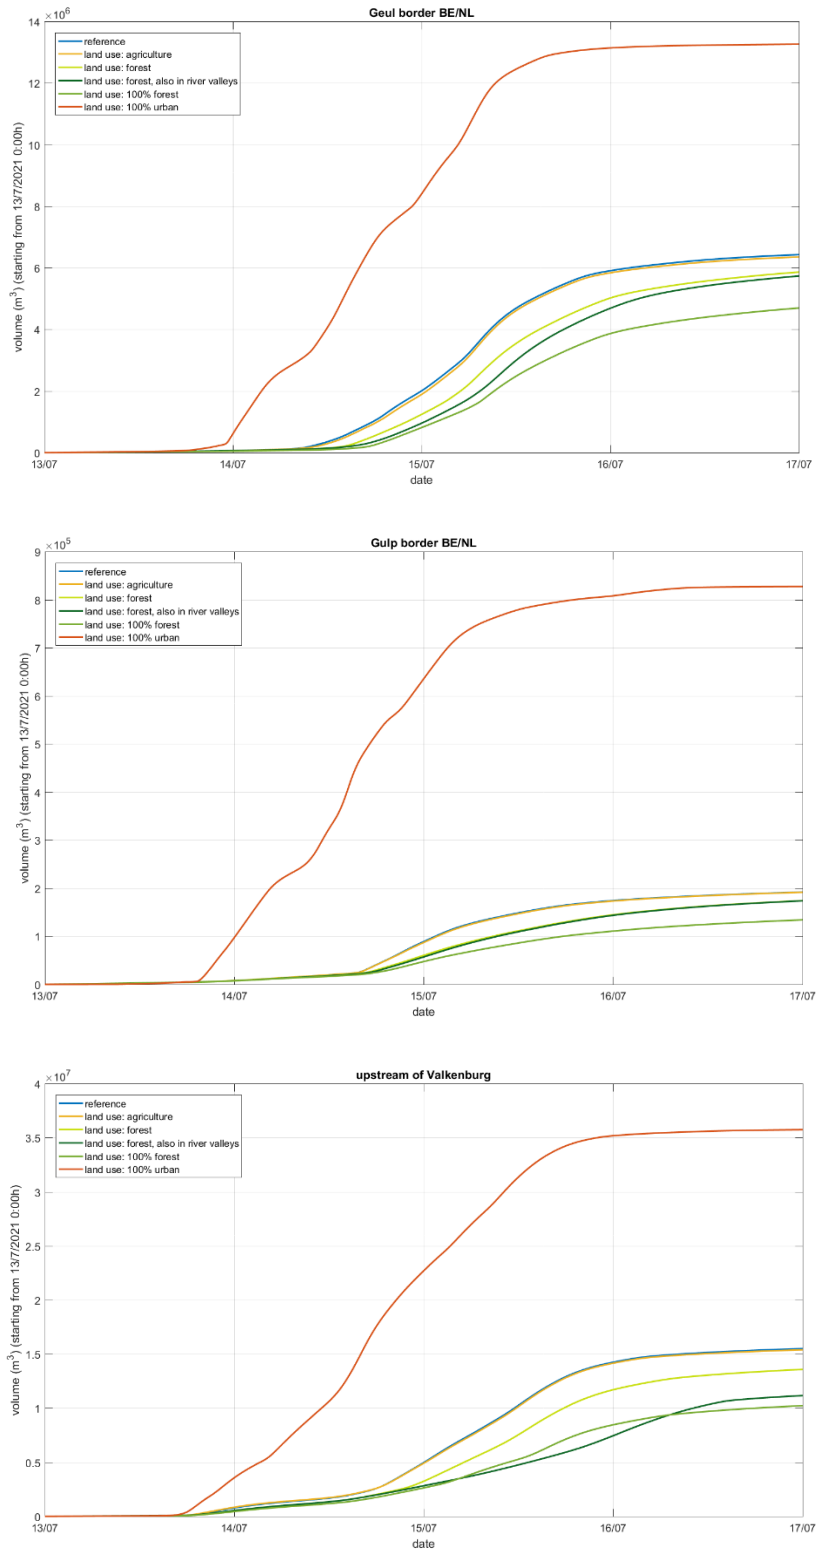 Geul border BE/NL
×10⁶
14
12
10
8
6
4
2
0
volume (m³) (starting from 13/7/2021 0:00h)
reference
land use: agriculture
land use: forest
land use: forest, also in river valleys
land use: 100% forest
land use: 100% urban
13/07 14/07 15/07 16/07 17/07
date
Gulp border BE/NL
×10⁵
9
8
7
6
5
4
3
2
1
0
volume (m³) (starting from 13/7/2021 0:00h)
reference
land use: agriculture
land use: forest
land use: forest, also in river valleys
land use: 100% forest
land use: 100% urban
13/07 14/07 15/07 16/07 17/07
date
upstream of Valkenburg
×10⁷
4
3.5
3
2.5
2
1.5
1
0.5
0
volume (m³) (starting from 13/7/2021 0:00h)
reference
land use: agriculture
land use: forest
land use: forest, also in river valleys
land use: 100% forest
land use: 100% urban
13/07 14/07 15/07 16/07 17/07
date